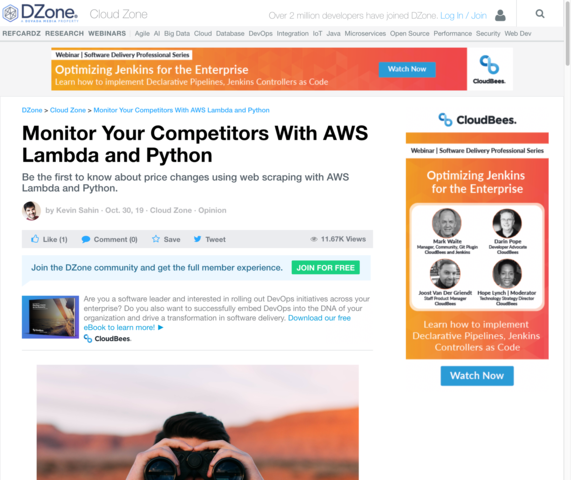 DZone. Cloud Zone Over 2 million developers have joined DZone. Log In / Join
A DEVADA MEDIA PROPERTY
REFCARDZ RESEARCH WEBINARS | Agile AI Big Data Cloud Database DevOps Integration IoT Java Microservices Open Source Performance Security Web Dev
Webinar | Software Delivery Professional Series
Optimizing Jenkins for the Enterprise
Learn how to implement Declarative Pipelines, Jenkins Controllers as Code
Watch Now
CloudBees.
DZone > Cloud Zone > Monitor Your Competitors With AWS Lambda and Python
Monitor Your Competitors With AWS
Lambda and Python
Be the first to know about price changes using web scraping with AWS
Lambda and Python.
by Kevin Sahin · Oct. 30, 19 · Cloud Zone · Opinion
Like (1) Comment (0) Save Tweet 11.67K Views
Join the DZone community and get the full member experience. JOIN FOR FREE
Are you a software leader and interested in rolling out DevOps initiatives across your
enterprise? Do you also want to successfully embed DevOps into the DNA of your
organization and drive a transformation in software delivery. Download our free
eBook to learn more! ▶
CloudBees.
CloudBees.
Webinar | Software Delivery Professional Series
Optimizing Jenkins
for the Enterprise
Mark Waite
Manager, Community, Git Plugin
CloudBees and Jenkins
Darin Pope
Developer Advocate
CloudBees
Joost Van Der Griendt
Staff Product Manager
CloudBees
Hope Lynch | Moderator
Technology Strategy Director
CloudBees
Learn how to implement
Declarative Pipelines, Jenkins
Controllers as Code
Watch Now